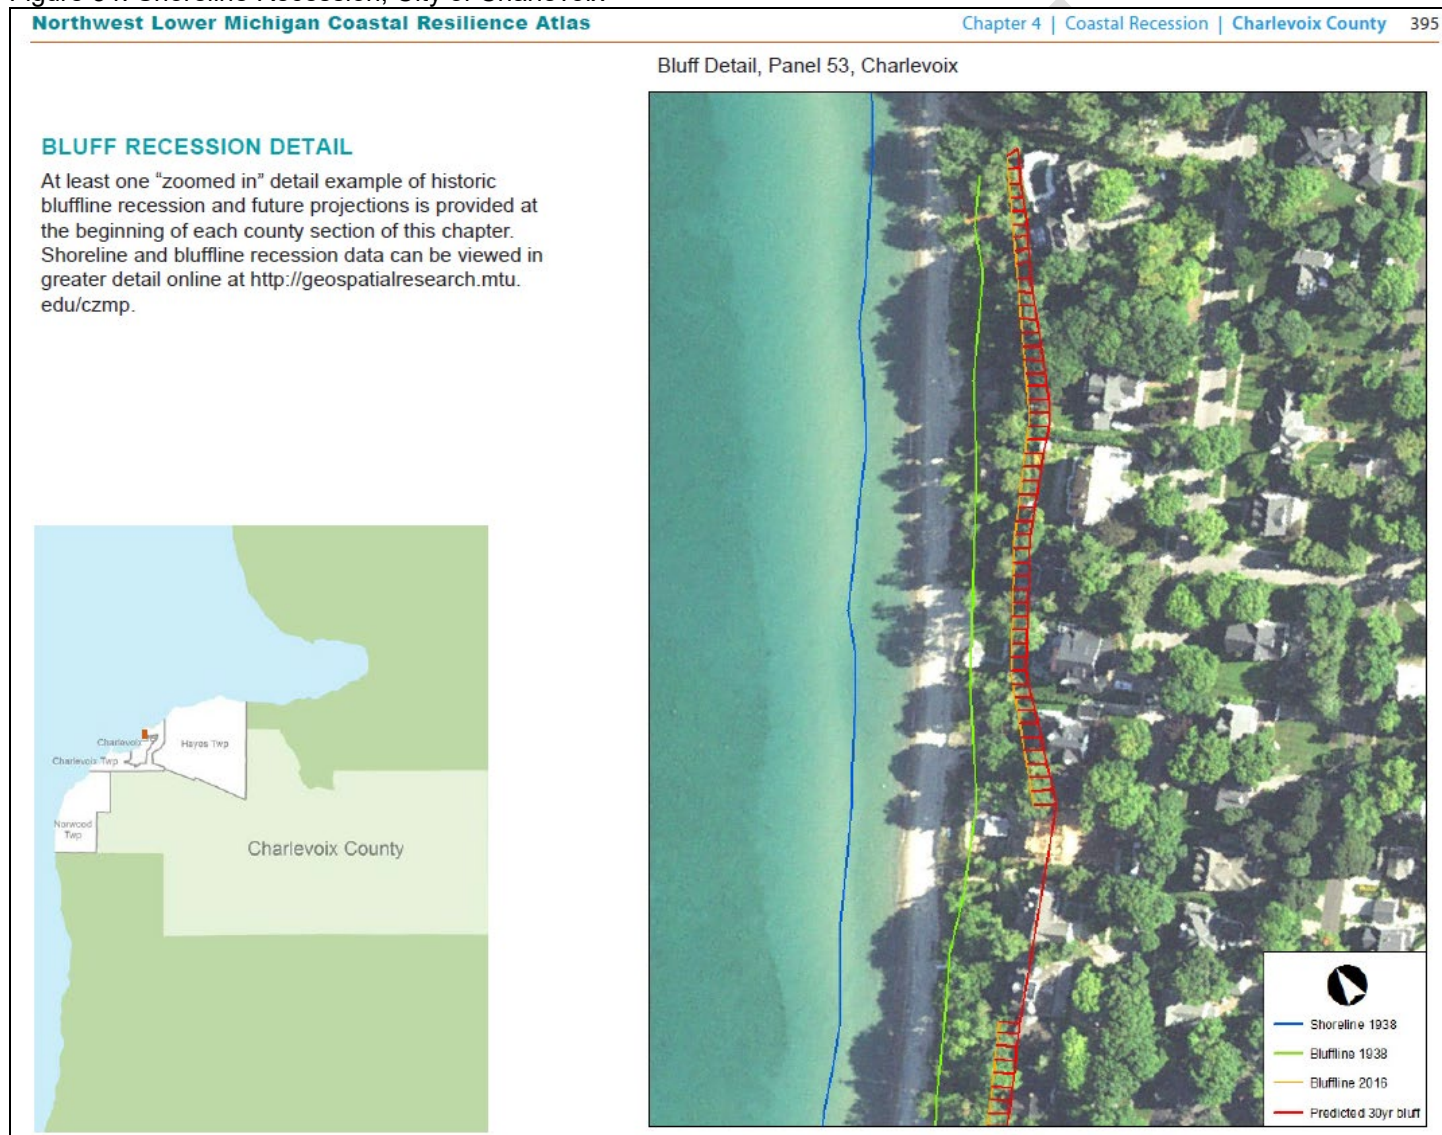 Northwest Lower Michigan Coastal Resilience Atlas
Chapter 4 | Coastal Recession | Charlevoix County 395
Bluff Detail, Panel 53, Charlevoix
BLUFF RECESSION DETAIL
At least one “zoomed in” detail example of historic
bluffline recession and future projections is provided at
the beginning of each county section of this chapter.
Shoreline and bluffline recession data can be viewed in
greater detail online at http://geospatialresearch.mtu.
edu/czmp.
Charlevoix
Hayes Twp
Charlevoix Twp
Norwood
Twp
Charlevoix County
Shoreline 1938
Bluffline 1938
Bluffline 2016
Predicted 30yr bluff